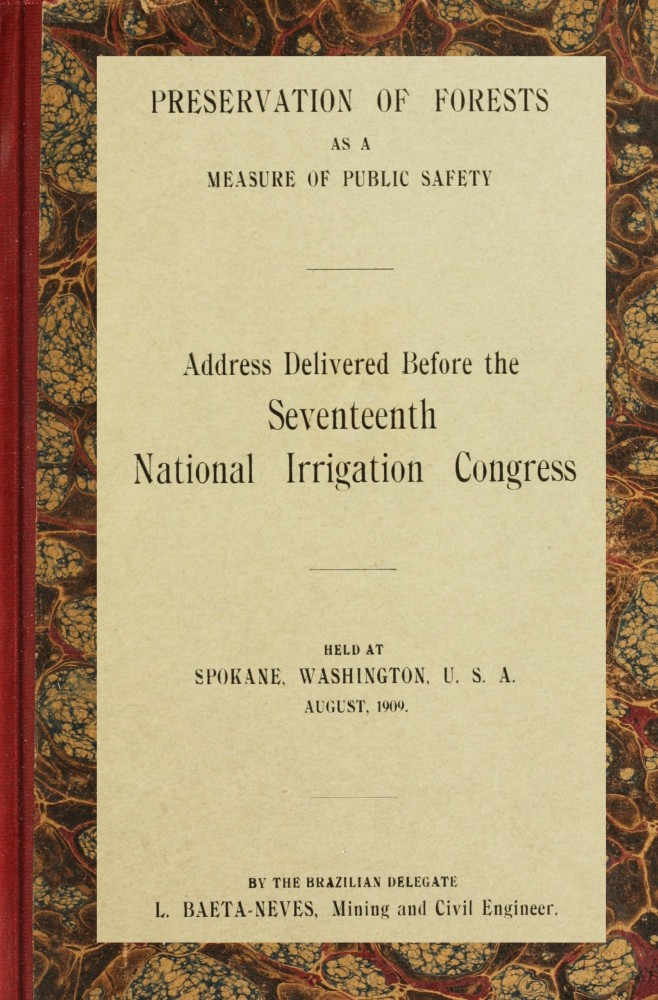 PRESERVATION OF FORESTS
AS A
MEASURE OF PUBLIC SAFETY
Address Delivered Before the
Seventeenth
National Irrigation Congress
HELD AT
SPOKANE, WASHINGTON, U. S. A.
AUGUST, 1909.
BY THE BRAZILIAN DELEGATE
L. BAETA-NEVES, Mining and Civil Engineer.